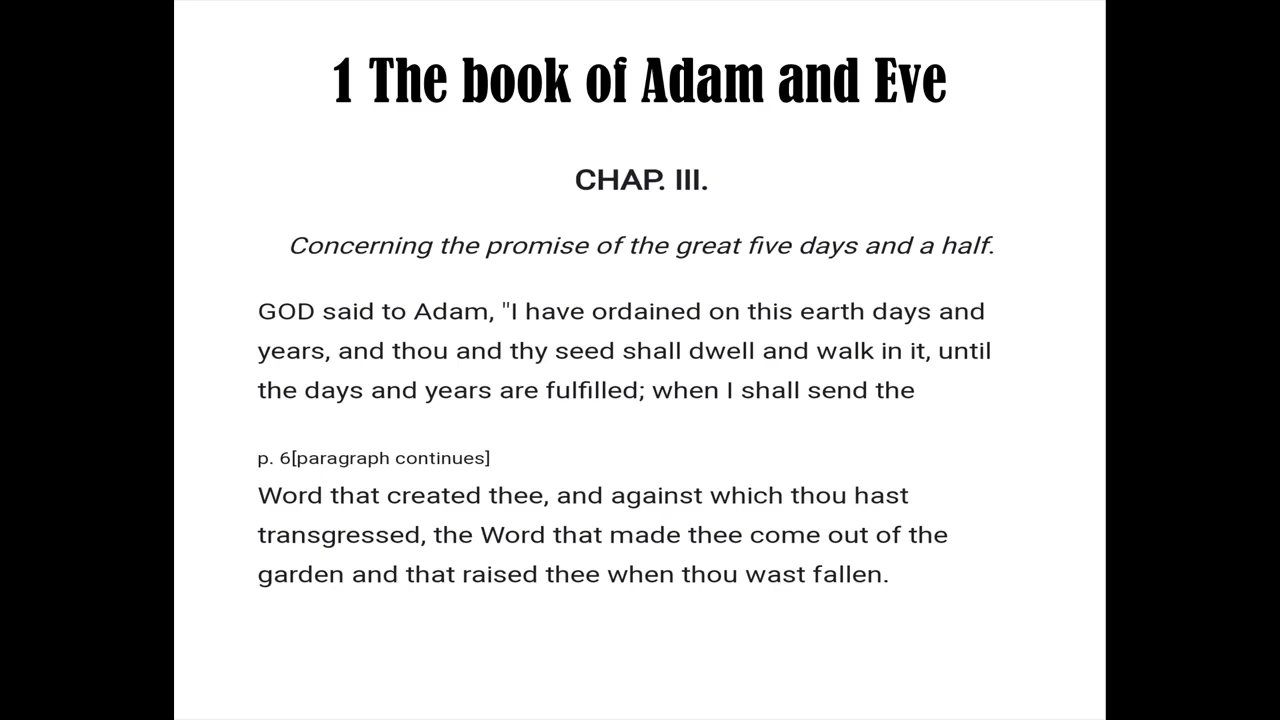 1 The book of Adam and Eve
CHAP. III.
Concerning the promise of the great five days and a half.
GOD said to Adam, "I have ordained on this earth days and
years, and thou and thy seed shall dwell and walk in it, until
the days and years are fulfilled; when I shall send the
p. 6[paragraph continues]
Word that created thee, and against which thou hast
transgressed, the Word that made thee come out of the
garden and that raised thee when thou wast fallen.